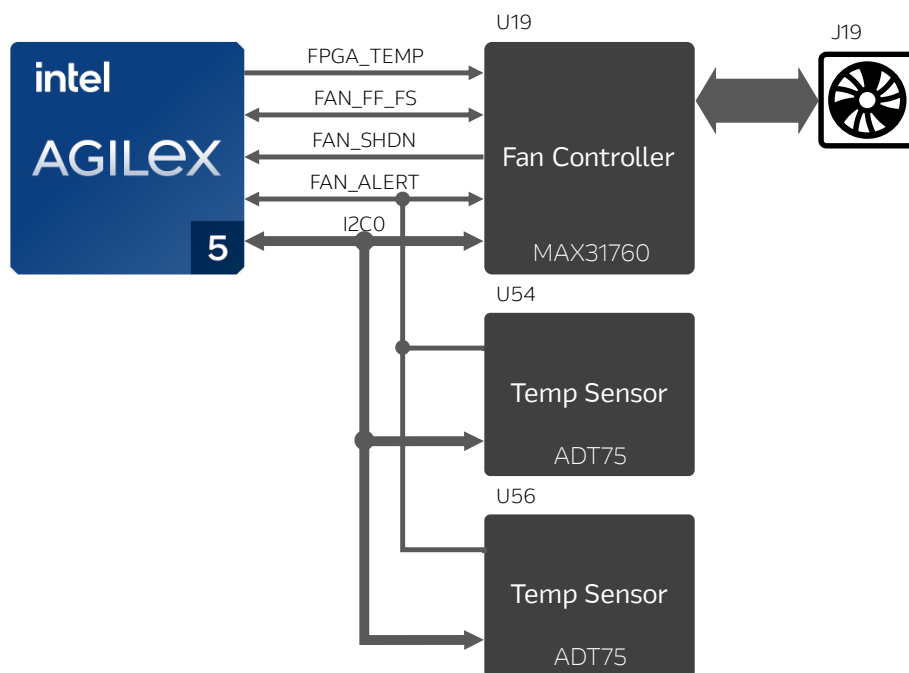 U19
J19
intel
AGILEX
5
FPGA_TEMP
FAN_FF_FS
FAN_SHDN
FAN_ALERT
I2C0
Fan Controller
MAX31760
U54
Temp Sensor
ADT75
U56
Temp Sensor
ADT75